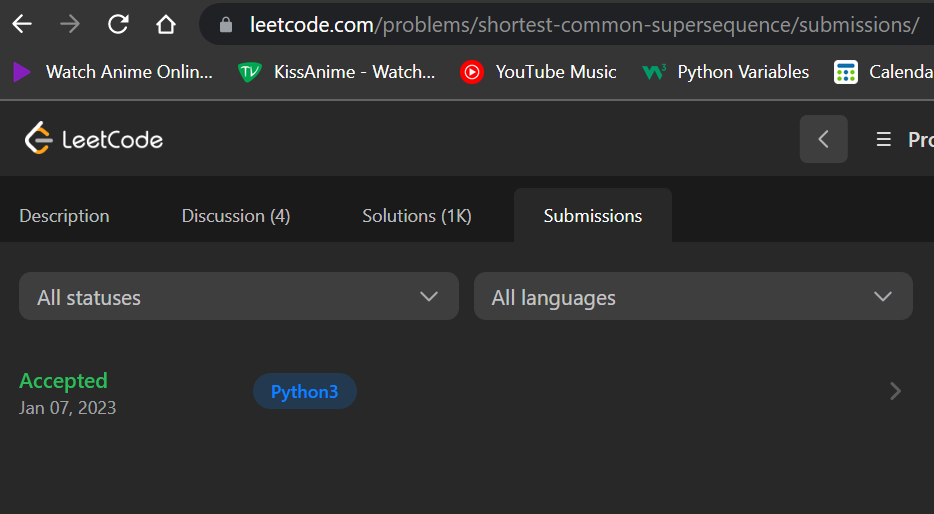 leetcode.com/problems/shortest-common-supersequence/submissions/
Watch Anime Onlin... KissAnime - Watch... YouTube Music Python Variables Calenda
LeetCode Pro
Description Discussion (4) Solutions (1K) Submissions
All statuses All languages
Accepted Python3
Jan 07, 2023